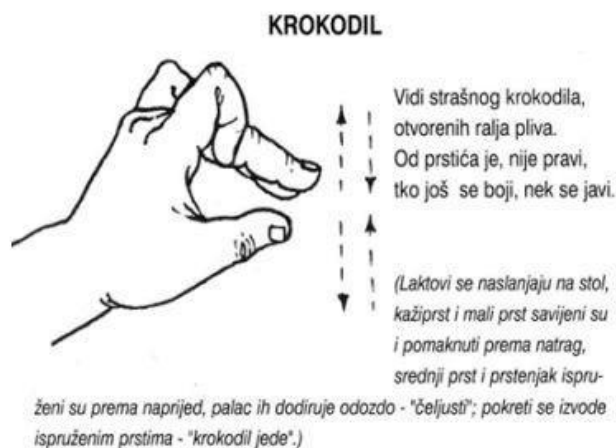 KROKODIL
Vidi strašnog krokodila,
otvorenih ralja pliva.
Od prstića je, nije pravi,
tko još se boji, nek se javi.
(Laktovi se naslanjaju na stol,
kažiprst i mali prst savijeni su
i pomaknuti prema natrag,
srednji prst i prstenjak ispru-
ženi su prema naprijed, palac ih dodiruje odozdo - "čeljusti"; pokreti se izvode
ispruženim prstima - "krokodil jede".)